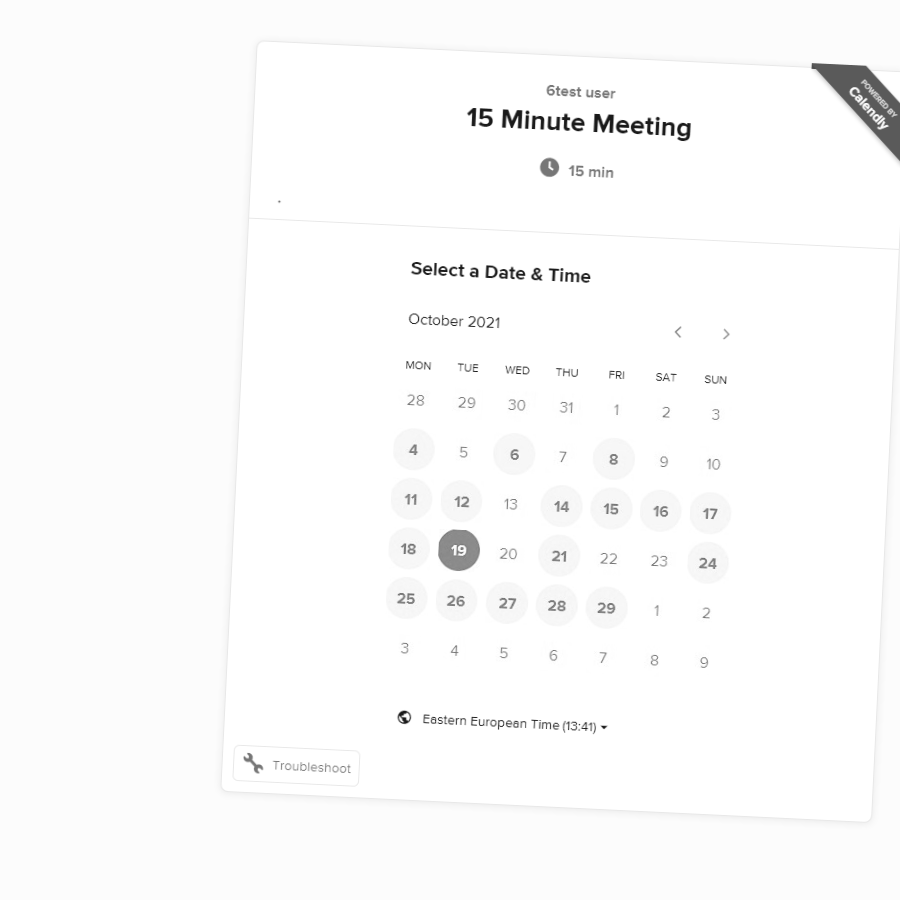 6test user
15 Minute Meeting
15 min
POWERED BY
Calendly
.
Select a Date & Time
October 2021
MON TUE WED THU FRI SAT SUN
28 29 30 31 1 2 3
4 5 6 7 8 9 10
11 12 13 14 15 16 17
18 19 20 21 22 23 24
25 26 27 28 29 1 2
3 4 5 6 7 8 9
Eastern European Time (13:41)
Troubleshoot